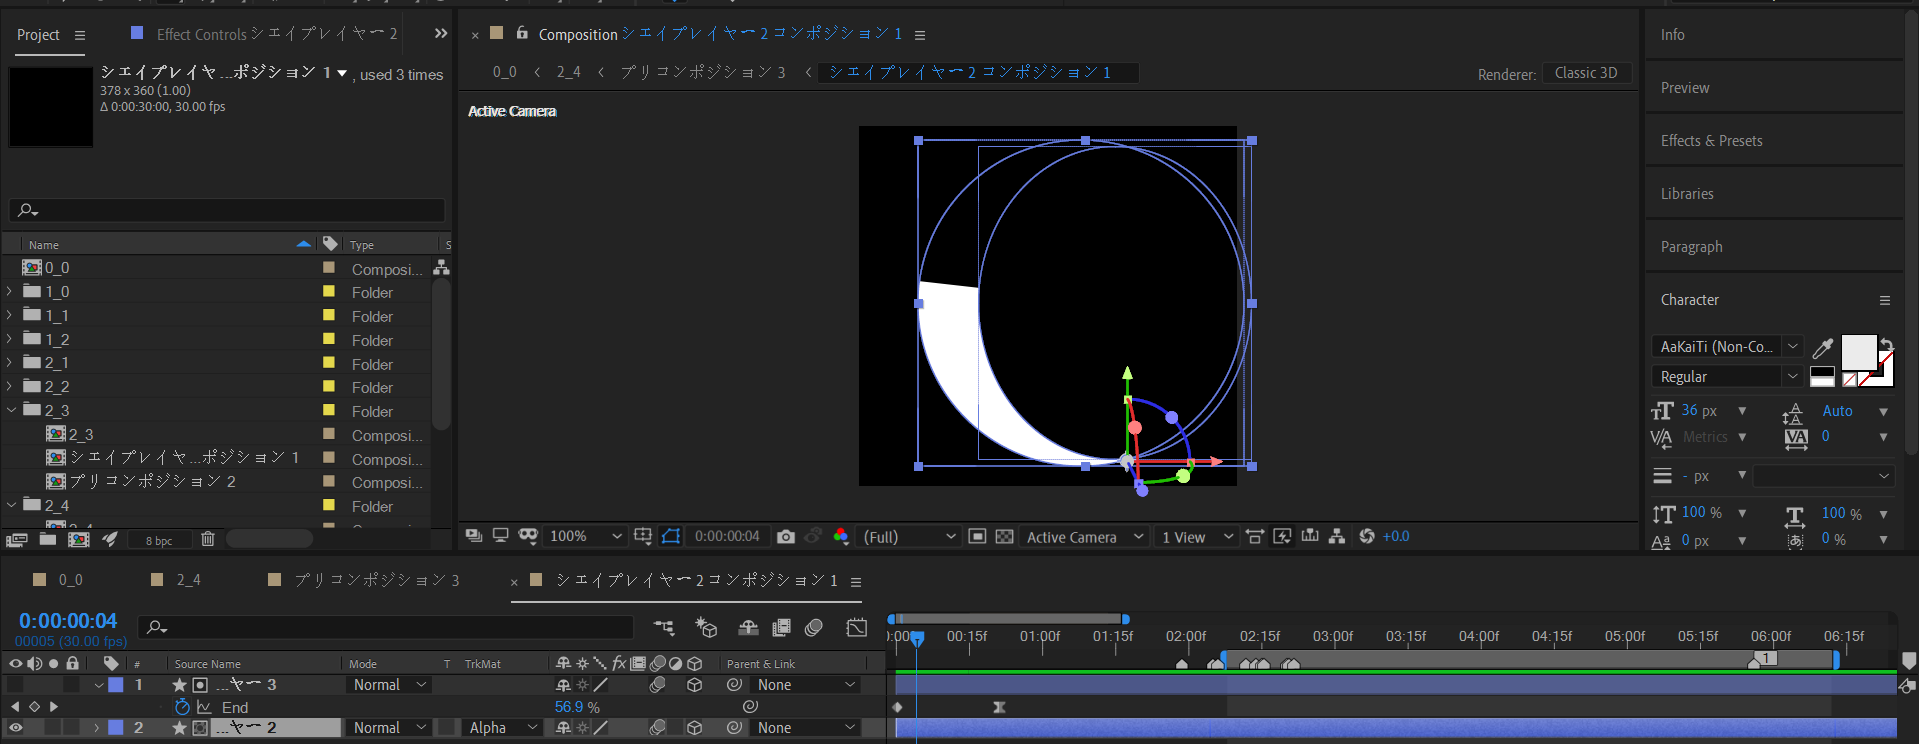 Project
Effect Controls シェイプレイヤー 2
シェイプレイヤ...ポジション 1 , used 3 times
378 x 360 (1.00)
Δ 0:00:30:00, 30.00 fps
Name
Type
0_0
Composi...
1_0
Folder
1_1
Folder
1_2
Folder
2_1
Folder
2_2
Folder
2_3
Folder
2_3
Composi...
シェイプレイヤ...ポジション 1
Composi...
プリコンポジション 2
Composi...
2_4
Folder
8 bpc
× Composition シェイプレイヤー 2 コンポジション 1
0_0 ‹ 2_4 ‹ プリコンポジション 3 ‹ シェイプレイヤー 2 コンポジション 1
Renderer: Classic 3D
Active Camera
100% 0:00:00:04 (Full) Active Camera 1 View +0.0
Info
Preview
Effects & Presets
Libraries
Paragraph
Character
AaKaiTi (Non-Co...
Regular
36 px
Auto
Metrics
0
- px
100 %
100 %
0 px
0 %
0_0
2_4
プリコンポジション 3
× シェイプレイヤー 2 コンポジション 1
0:00:00:04
00005 (30.00 fps)
):00f 00:15f 01:00f 01:15f 02:00f 02:15f 03:00f 03:15f 04:00f 04:15f 05:00f 05:15f 06:00f 06:15f
1
# Source Name Mode T TrkMat Parent & Link
1 ...ヤー 3 Normal None
End 56.9 %
2 ...ヤー 2 Normal Alpha None